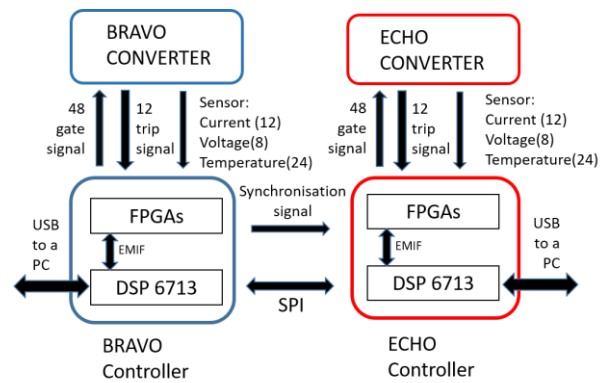 BRAVO
CONVERTER
ECHO
CONVERTER
48
gate
signal
12
trip
signal
Sensor:
Current (12)
Voltage(8)
Temperature(24)
48
gate
signal
12
trip
signal
Sensor:
Current (12)
Voltage(8)
Temperature(24)
USB
to a
PC
FPGAs
EMIF
DSP 6713
Synchronisation
signal
SPI
FPGAs
EMIF
DSP 6713
USB
to a
PC
BRAVO
Controller
ECHO
Controller